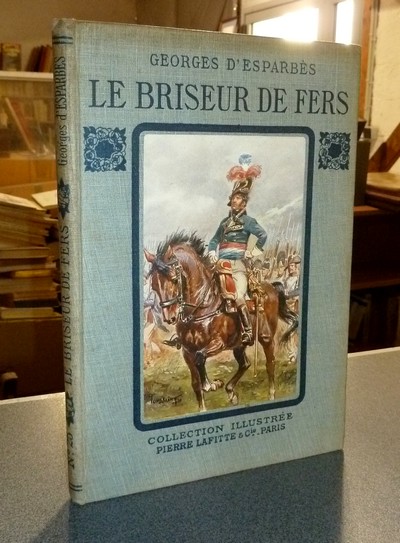 GEORGES D'ESPARBÈS
LE BRISEUR DE FERS
COLLECTION ILLUSTRÉE
PIERRE LAFITTE & Cie. PARIS
Georges d'ESPARBÈS
LE BRISEUR DE FERS